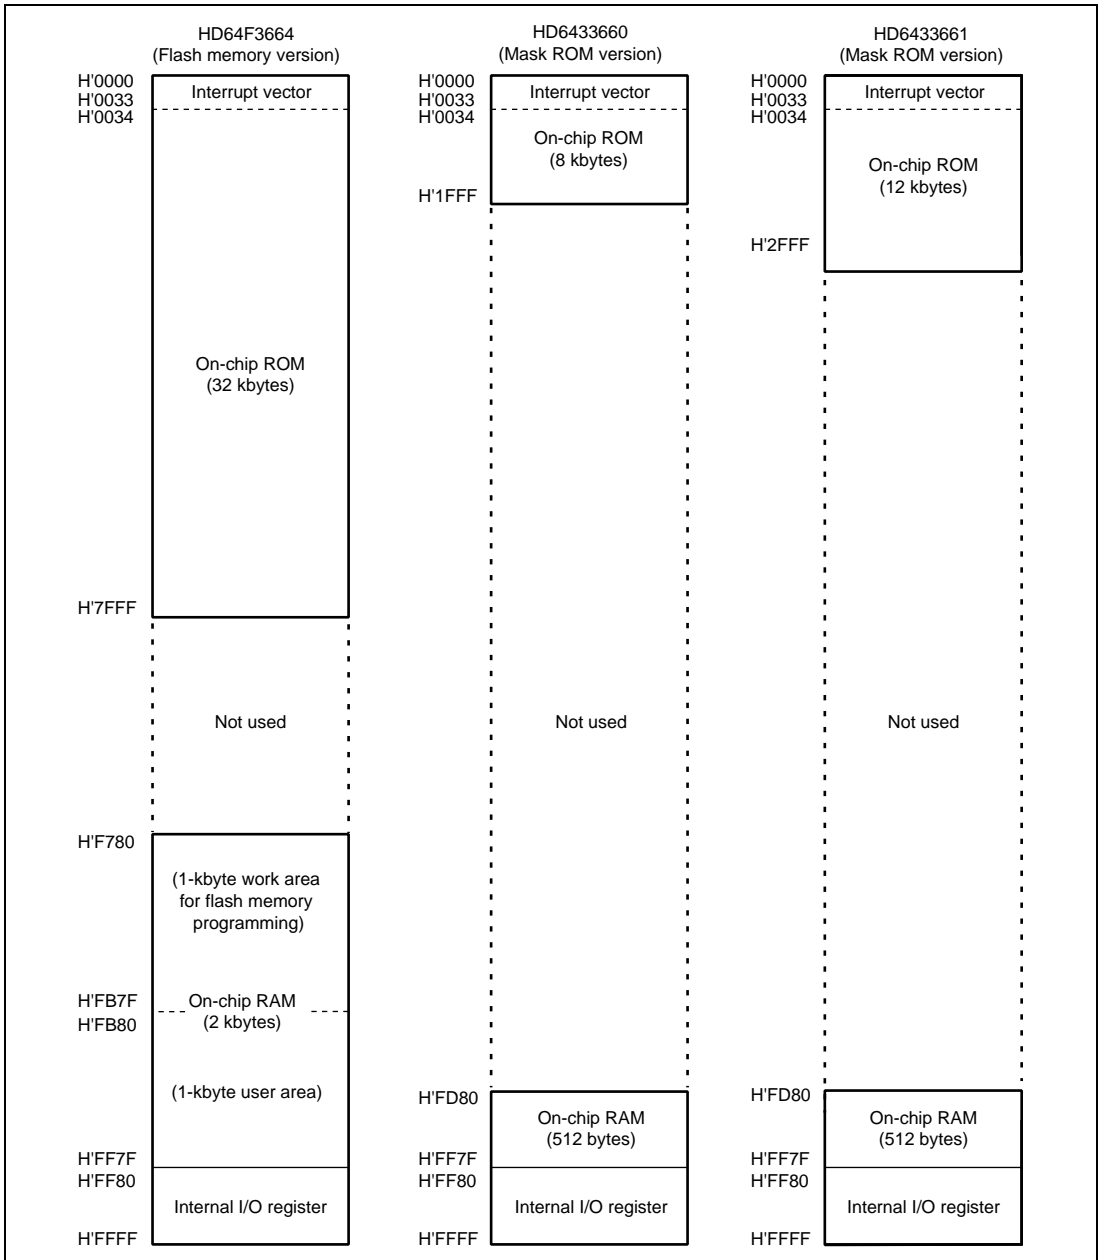 HD64F3664
(Flash memory version)
H'0000
H'0033
H'0034
Interrupt vector
On-chip ROM
(32 kbytes)
H'7FFF
Not used
H'F780
(1-kbyte work area
for flash memory
programming)
H'FB7F
H'FB80
On-chip RAM
(2 kbytes)
(1-kbyte user area)
H'FF7F
H'FF80
Internal I/O register
H'FFFF
HD6433660
(Mask ROM version)
H'0000
H'0033
H'0034
Interrupt vector
On-chip ROM
(8 kbytes)
H'1FFF
Not used
H'FD80
On-chip RAM
(512 bytes)
H'FF7F
H'FF80
Internal I/O register
H'FFFF
HD6433661
(Mask ROM version)
H'0000
H'0033
H'0034
Interrupt vector
On-chip ROM
(12 kbytes)
H'2FFF
Not used
H'FD80
On-chip RAM
(512 bytes)
H'FF7F
H'FF80
Internal I/O register
H'FFFF